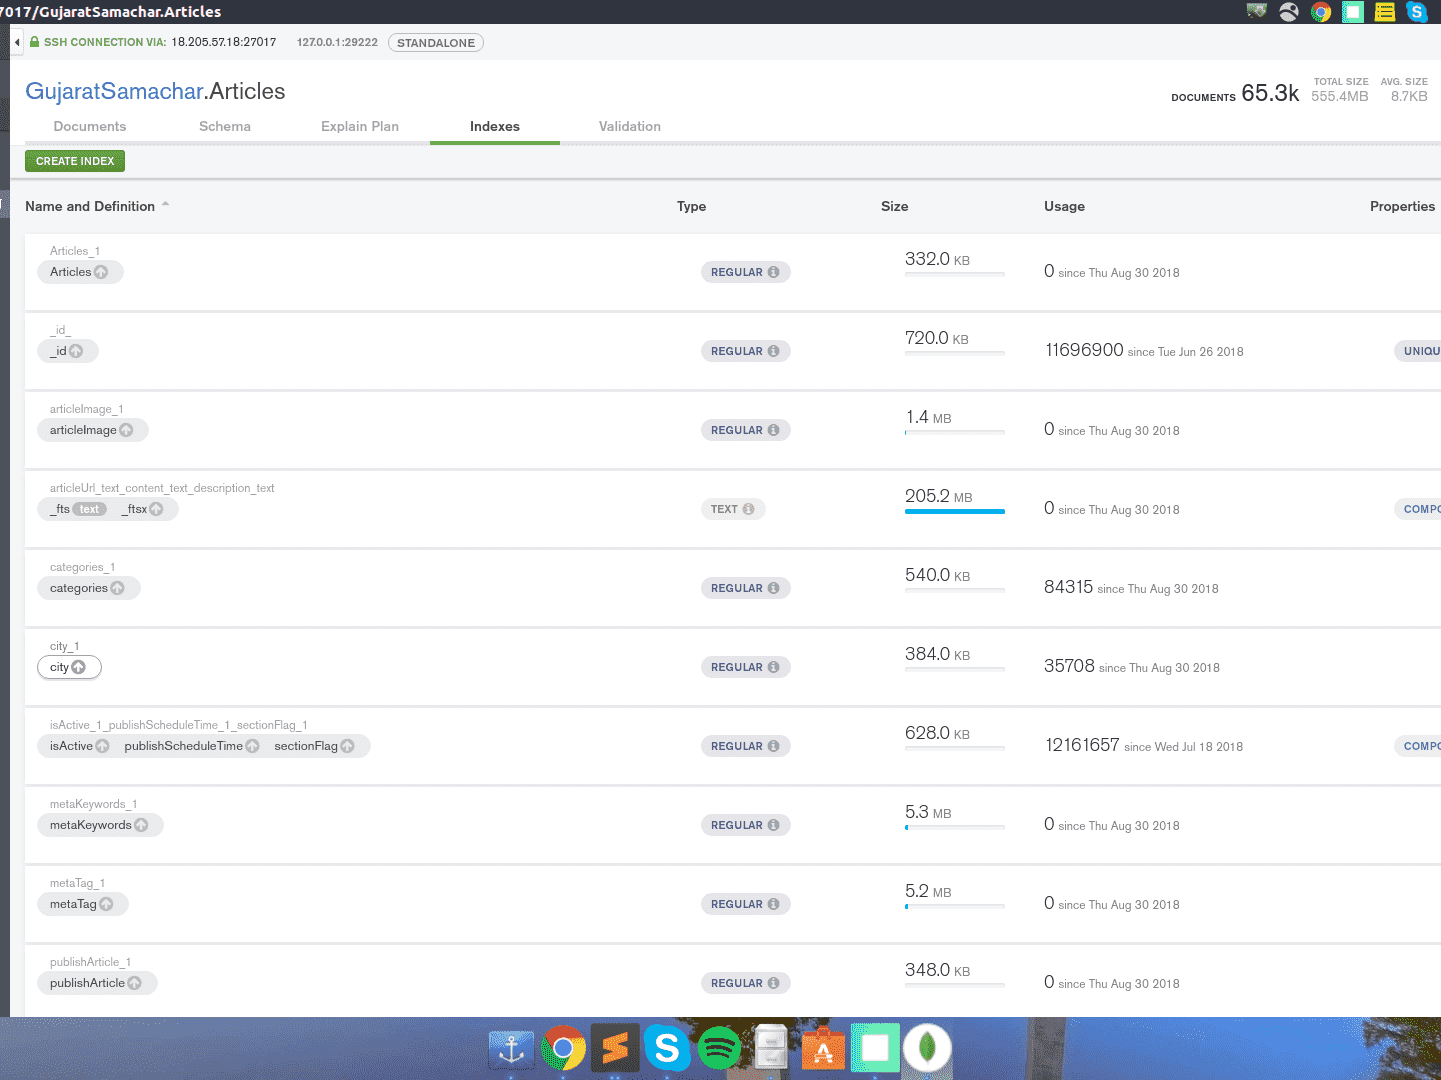 7017/GujaratSamachar.Articles
SSH CONNECTION VIA: 18.205.57.18:27017 127.0.0.1:29222 STANDALONE
GujaratSamachar.Articles
DOCUMENTS 65.3k TOTAL SIZE 555.4MB AVG. SIZE 8.7KB
Documents Schema Explain Plan Indexes Validation
CREATE INDEX
Name and Definition Type Size Usage Properties
Articles_1
Articles REGULAR 332.0 KB 0 since Thu Aug 30 2018
_id_
_id REGULAR 720.0 KB 11696900 since Tue Jun 26 2018 UNIQU
articleImage_1
articleImage REGULAR 1.4 MB 0 since Thu Aug 30 2018
articleUrl_text_content_text_description_text
_fts text _ftsx TEXT 205.2 MB 0 since Thu Aug 30 2018 COMPO
categories_1
categories REGULAR 540.0 KB 84315 since Thu Aug 30 2018
city_1
city REGULAR 384.0 KB 35708 since Thu Aug 30 2018
isActive_1_publishScheduleTime_1_sectionFlag_1
isActive publishScheduleTime sectionFlag REGULAR 628.0 KB 12161657 since Wed Jul 18 2018 COMPO
metaKeywords_1
metaKeywords REGULAR 5.3 MB 0 since Thu Aug 30 2018
metaTag_1
metaTag REGULAR 5.2 MB 0 since Thu Aug 30 2018
publishArticle_1
publishArticle REGULAR 348.0 KB 0 since Thu Aug 30 2018